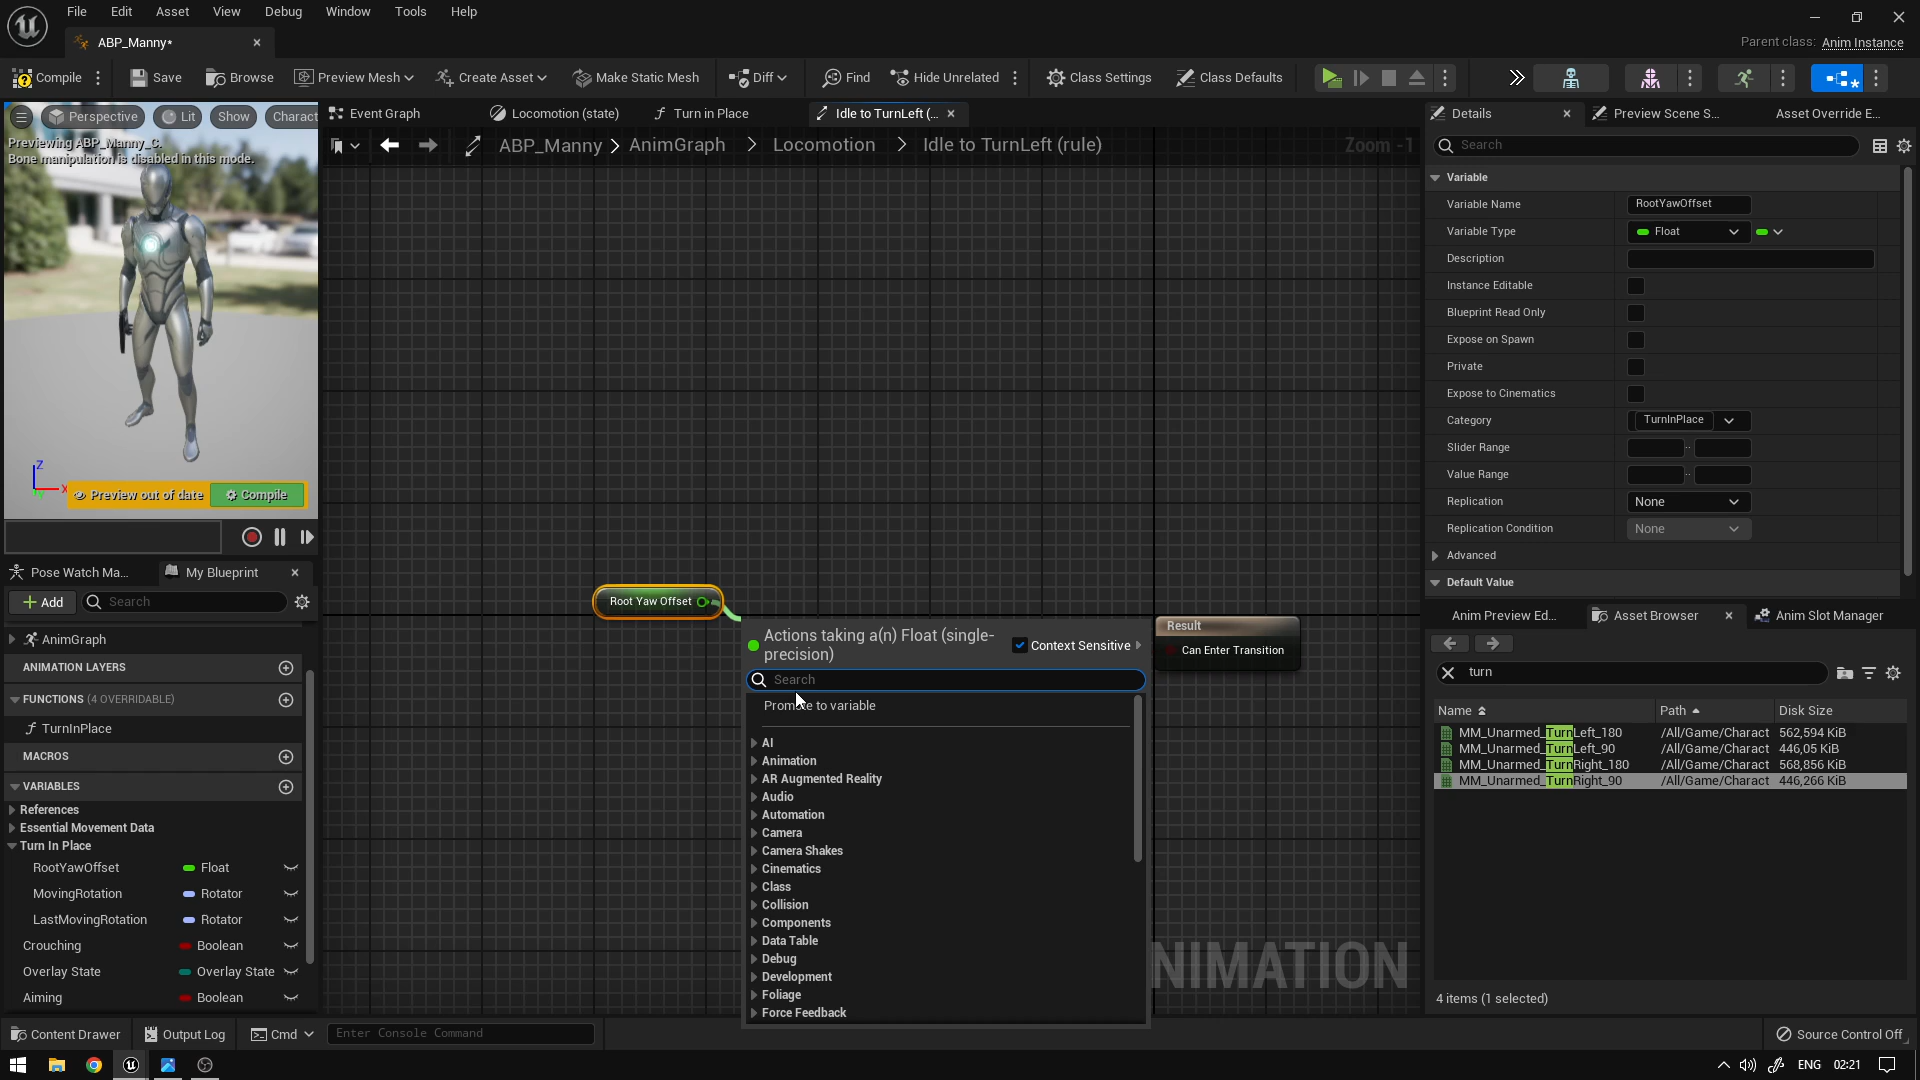 File Edit Asset View Debug Window Tools Help
ABP_Manny*
Parent class: Anim Instance
Compile Save Browse Preview Mesh Create Asset Make Static Mesh Diff Find Hide Unrelated Class Settings Class Defaults
Perspective Lit Show Charact
Previewing ABP_Manny_C.
Bone manipulation is disabled in this mode.
Z
X
Preview out of date Compile
Event Graph Locomotion (state) Turn in Place Idle to TurnLeft (...
ABP_Manny > AnimGraph > Locomotion > Idle to TurnLeft (rule)
Zoom -1
Pose Watch Ma... My Blueprint
Add Search
AnimGraph
ANIMATION LAYERS
FUNCTIONS (4 OVERRIDABLE)
TurnInPlace
MACROS
VARIABLES
References
Essential Movement Data
Turn In Place
RootYawOffset Float
MovingRotation Rotator
LastMovingRotation Rotator
Crouching Boolean
Overlay State Overlay State
Aiming Boolean
Root Yaw Offset
Actions taking a(n) Float (single-
precision)
Context Sensitive
Search
Promote to variable
AI
Animation
AR Augmented Reality
Audio
Automation
Camera
Camera Shakes
Cinematics
Class
Collision
Components
Data Table
Debug
Development
Foliage
Force Feedback
Result
Can Enter Transition
NIMATION
Details Preview Scene S... Asset Override E...
Search
Variable
Variable Name RootYawOffset
Variable Type Float
Description
Instance Editable
Blueprint Read Only
Expose on Spawn
Private
Expose to Cinematics
Category TurnInPlace
Slider Range
Value Range
Replication None
Replication Condition None
Advanced
Default Value
Anim Preview Ed... Asset Browser Anim Slot Manager
turn
Name Path Disk Size
MM_Unarmed_TurnLeft_180 /All/Game/Charact 562,594 KiB
MM_Unarmed_TurnLeft_90 /All/Game/Charact 446,05 KiB
MM_Unarmed_TurnRight_180 /All/Game/Charact 568,856 KiB
MM_Unarmed_TurnRight_90 /All/Game/Charact 446,266 KiB
4 items (1 selected)
Content Drawer Output Log Cmd Enter Console Command Source Control Off
ENG 02:21